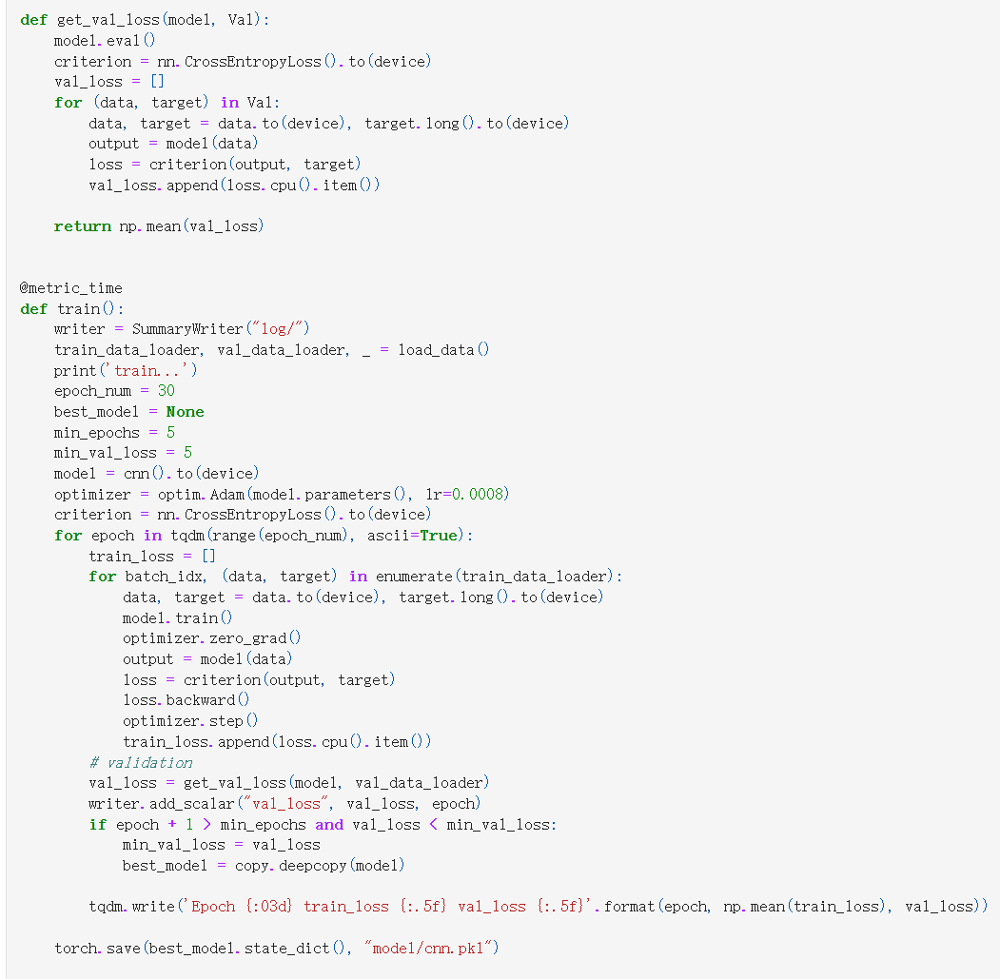 def get_val_loss(model, Val):
    model.eval()
    criterion = nn.CrossEntropyLoss().to(device)
    val_loss = []
    for (data, target) in Val:
        data, target = data.to(device), target.long().to(device)
        output = model(data)
        loss = criterion(output, target)
        val_loss.append(loss.cpu().item())

    return np.mean(val_loss)


@metric_time
def train():
    writer = SummaryWriter("log/")
    train_data_loader, val_data_loader, _ = load_data()
    print('train...')
    epoch_num = 30
    best_model = None
    min_epochs = 5
    min_val_loss = 5
    model = cnn().to(device)
    optimizer = optim.Adam(model.parameters(), lr=0.0008)
    criterion = nn.CrossEntropyLoss().to(device)
    for epoch in tqdm(range(epoch_num), ascii=True):
        train_loss = []
        for batch_idx, (data, target) in enumerate(train_data_loader):
            data, target = data.to(device), target.long().to(device)
            model.train()
            optimizer.zero_grad()
            output = model(data)
            loss = criterion(output, target)
            loss.backward()
            optimizer.step()
            train_loss.append(loss.cpu().item())
        # validation
        val_loss = get_val_loss(model, val_data_loader)
        writer.add_scalar("val_loss", val_loss, epoch)
        if epoch + 1 > min_epochs and val_loss < min_val_loss:
            min_val_loss = val_loss
            best_model = copy.deepcopy(model)

        tqdm.write('Epoch {:03d} train_loss {:.5f} val_loss {:.5f}'.format(epoch, np.mean(train_loss), val_loss))

    torch.save(best_model.state_dict(), "model/cnn.pkl")